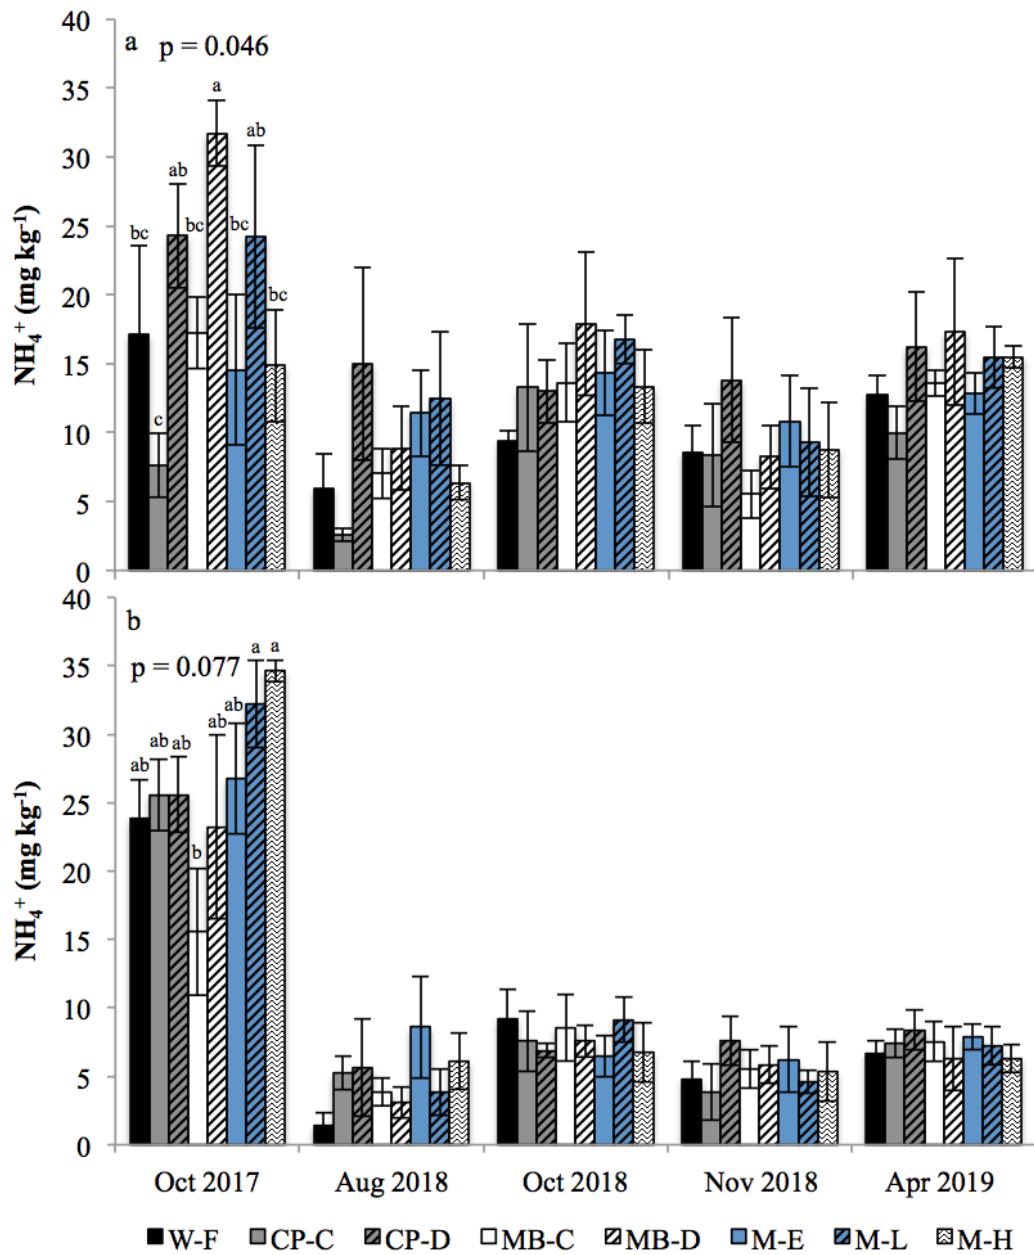 40
a p = 0.046
35
a
ab
30
ab
25
bc
bc
bc
20
bc
15
10
c
5
0
NH₄⁺ (mg kg⁻¹)
40
b
35
p = 0.077
a
a
30
ab
ab
ab
ab
ab
25
20
b
15
10
5
0
NH₄⁺ (mg kg⁻¹)
Oct 2017 Aug 2018 Oct 2018 Nov 2018 Apr 2019
W-F CP-C CP-D MB-C MB-D M-E M-L M-H